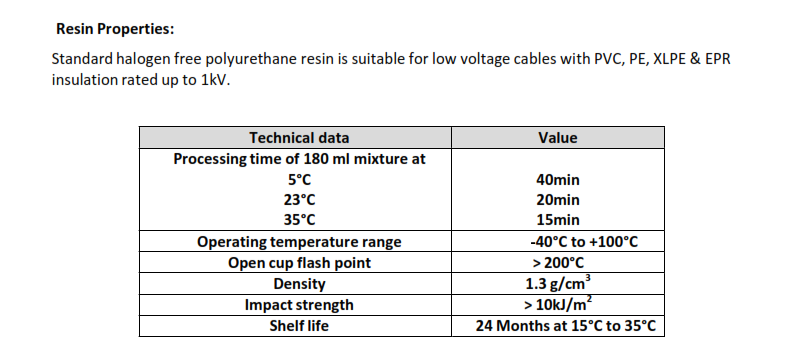 Resin Properties:
Standard halogen free polyurethane resin is suitable for low voltage cables with PVC, PE, XLPE & EPR
insulation rated up to 1kV.
Technical data Value
Processing time of 180 ml mixture at
5°C 40min
23°C 20min
35°C 15min
Operating temperature range -40°C to +100°C
Open cup flash point > 200°C
Density 1.3 g/cm³
Impact strength > 10kJ/m²
Shelf life 24 Months at 15°C to 35°C